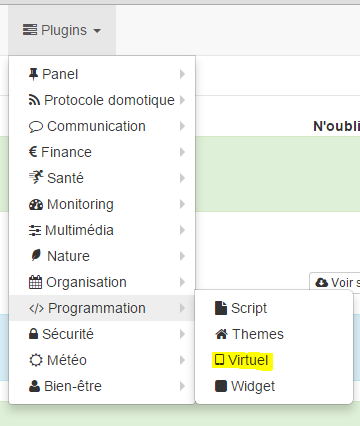 Plugins
Panel
Protocole domotique
Communication
N'oubli
Finance
Santé
Monitoring
Multimédia
Nature
Organisation
Voir s
Programmation
Script
Sécurité
Themes
Météo
Virtuel
Bien-être
Widget